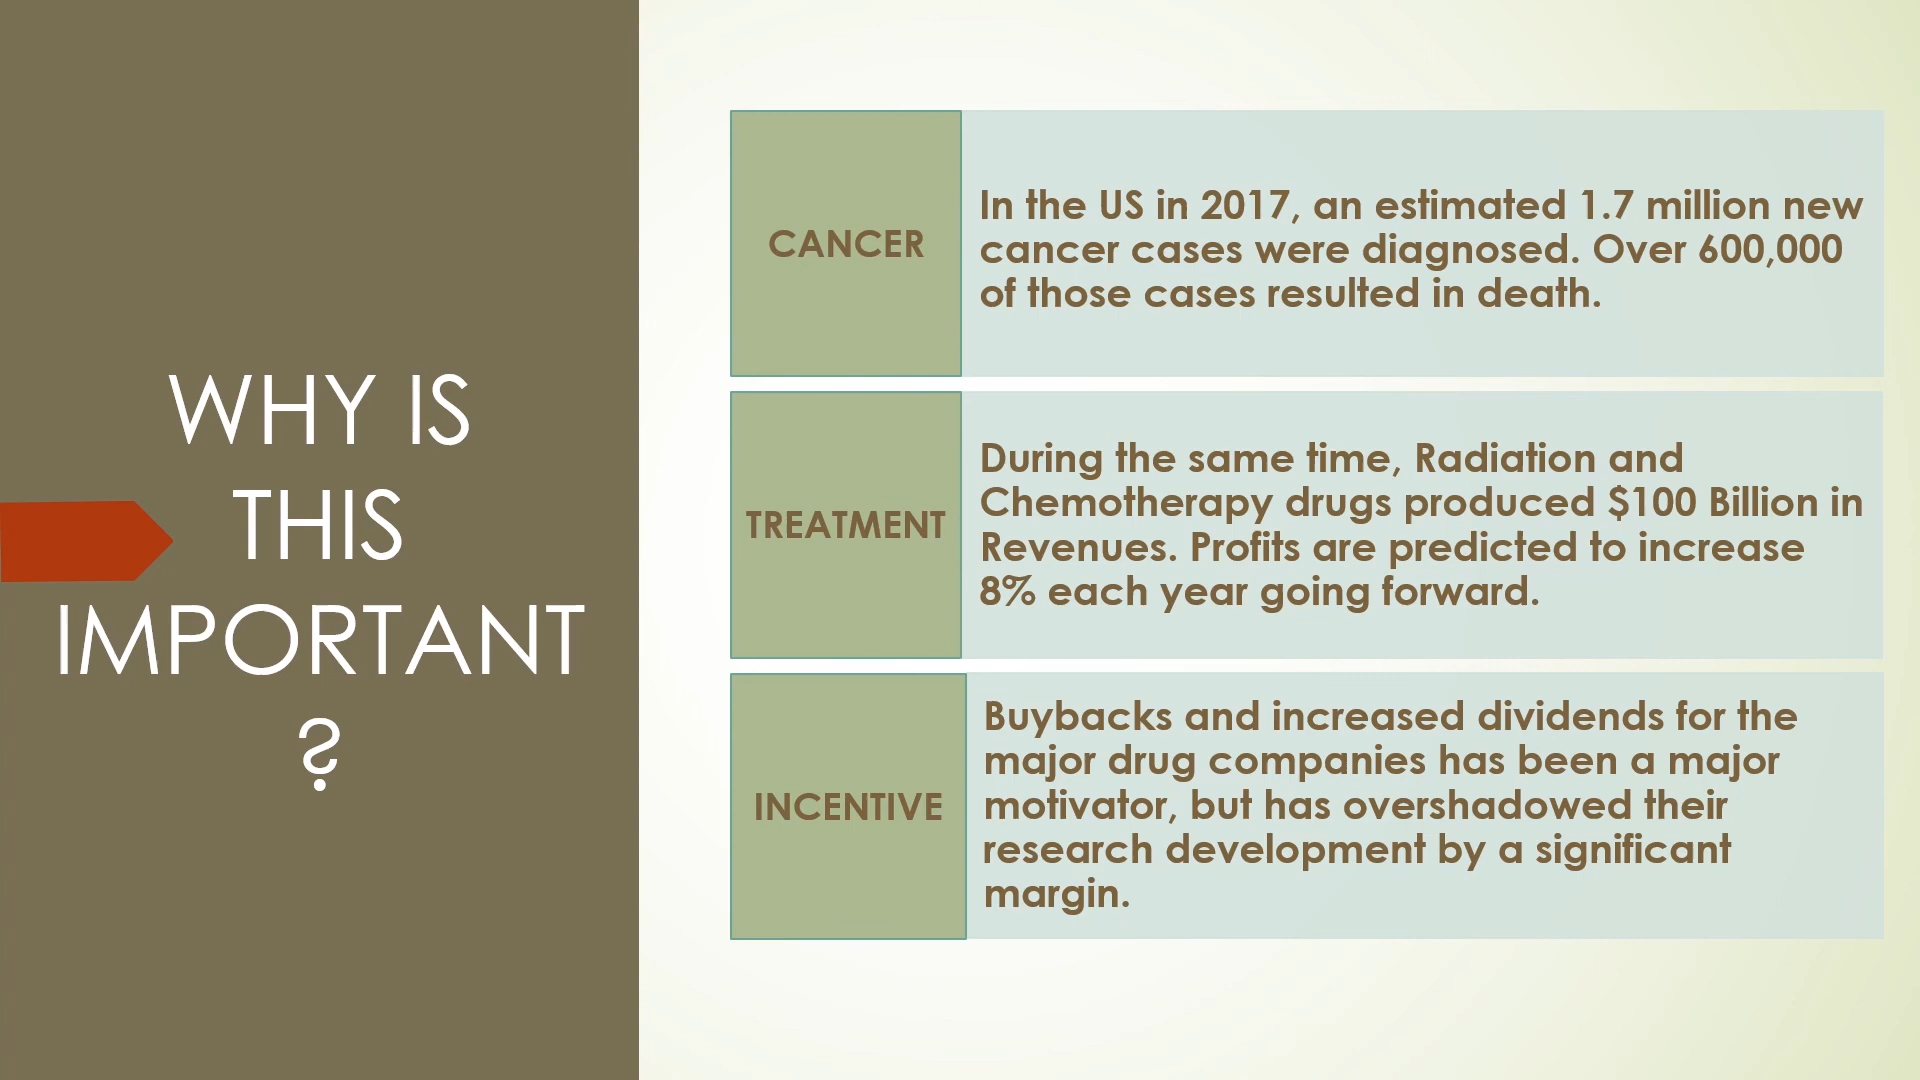 WHY IS
THIS
IMPORTANT
?
CANCER
In the US in 2017, an estimated 1.7 million new
cancer cases were diagnosed. Over 600,000
of those cases resulted in death.
TREATMENT
During the same time, Radiation and
Chemotherapy drugs produced $100 Billion in
Revenues. Profits are predicted to increase
8% each year going forward.
INCENTIVE
Buybacks and increased dividends for the
major drug companies has been a major
motivator, but has overshadowed their
research development by a significant
margin.